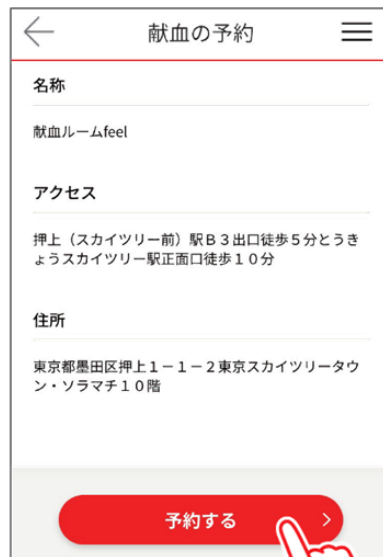 献血の予約
名称
献血ルームfeel
アクセス
押上（スカイツリー前）駅Ｂ３出口徒歩５分とうき
ょうスカイツリー駅正面口徒歩１０分
住所
東京都墨田区押上１－１－２東京スカイツリータウ
ン・ソラマチ１０階
予約する